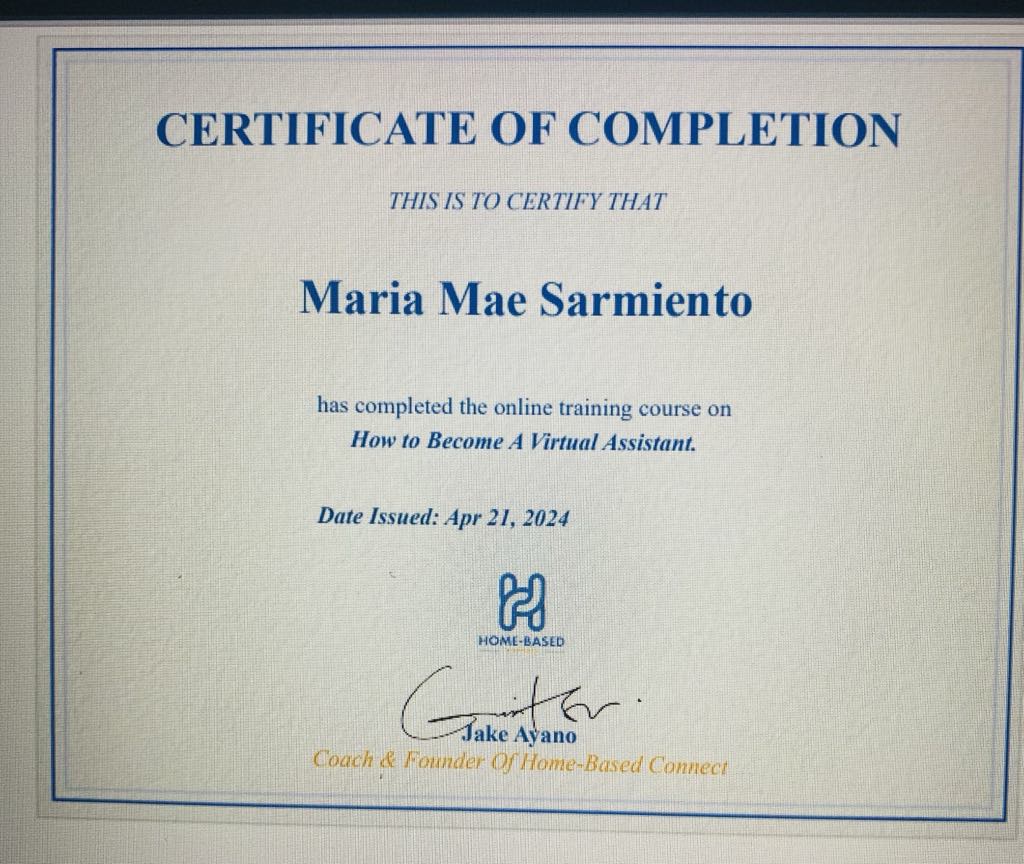 CERTIFICATE OF COMPLETION
THIS IS TO CERTIFY THAT
Maria Mae Sarmiento
has completed the online training course on
How to Become A Virtual Assistant.
Date Issued: Apr 21, 2024
HOME-BASED
Jake Ayano
Coach & Founder Of Home-Based Connect